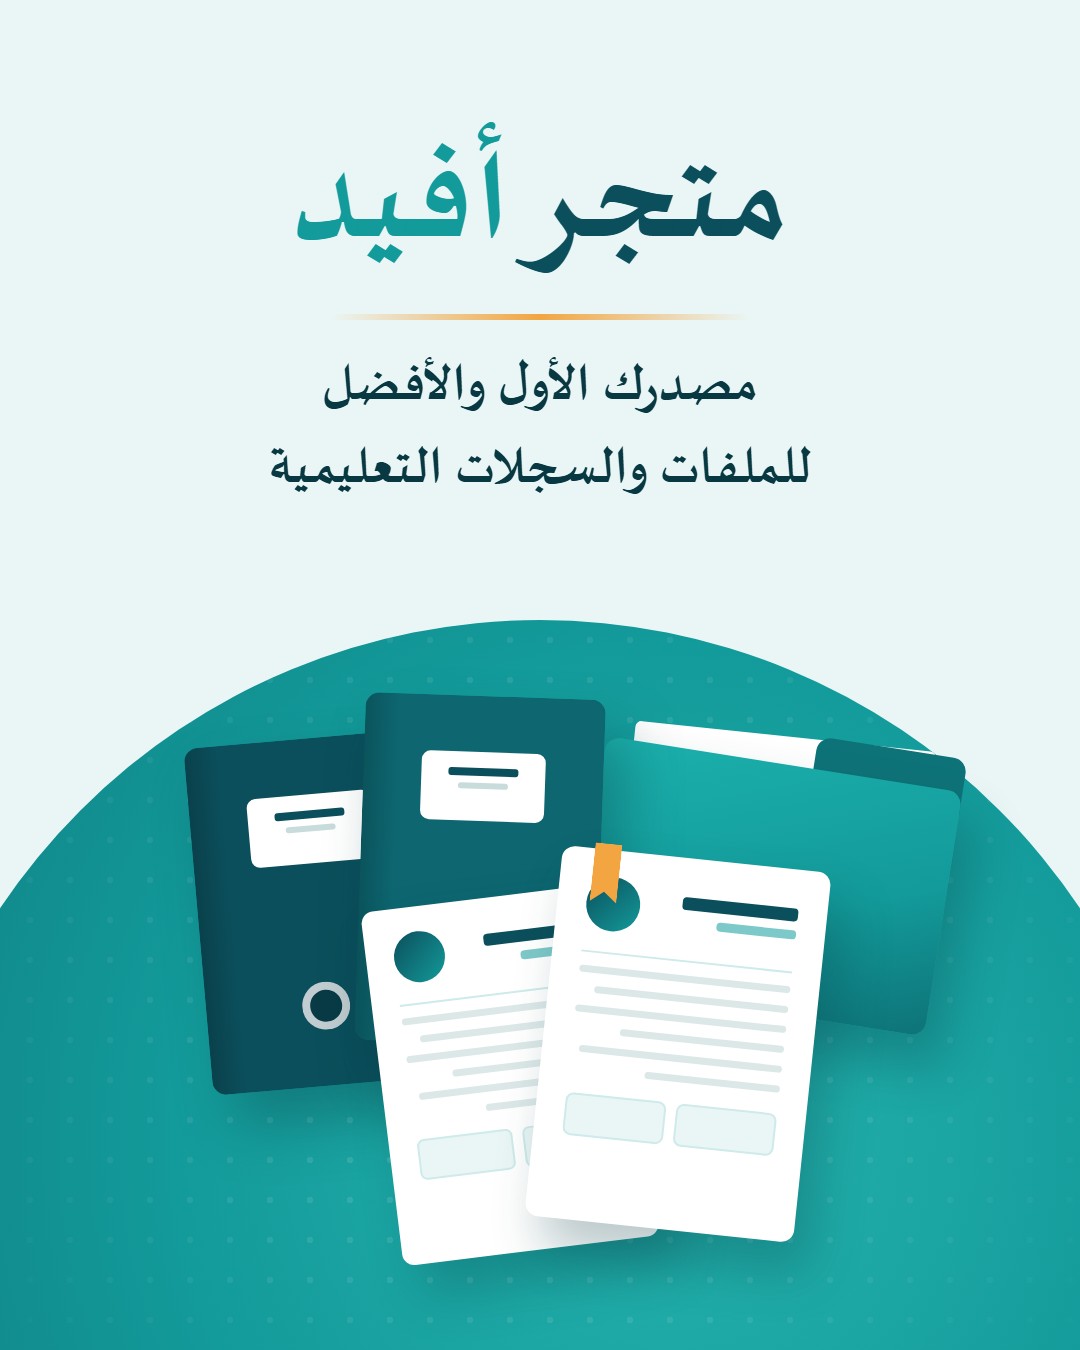 متجر أفيد
مصدرك الأول والأفضل
للملفات والسجلات التعليمية